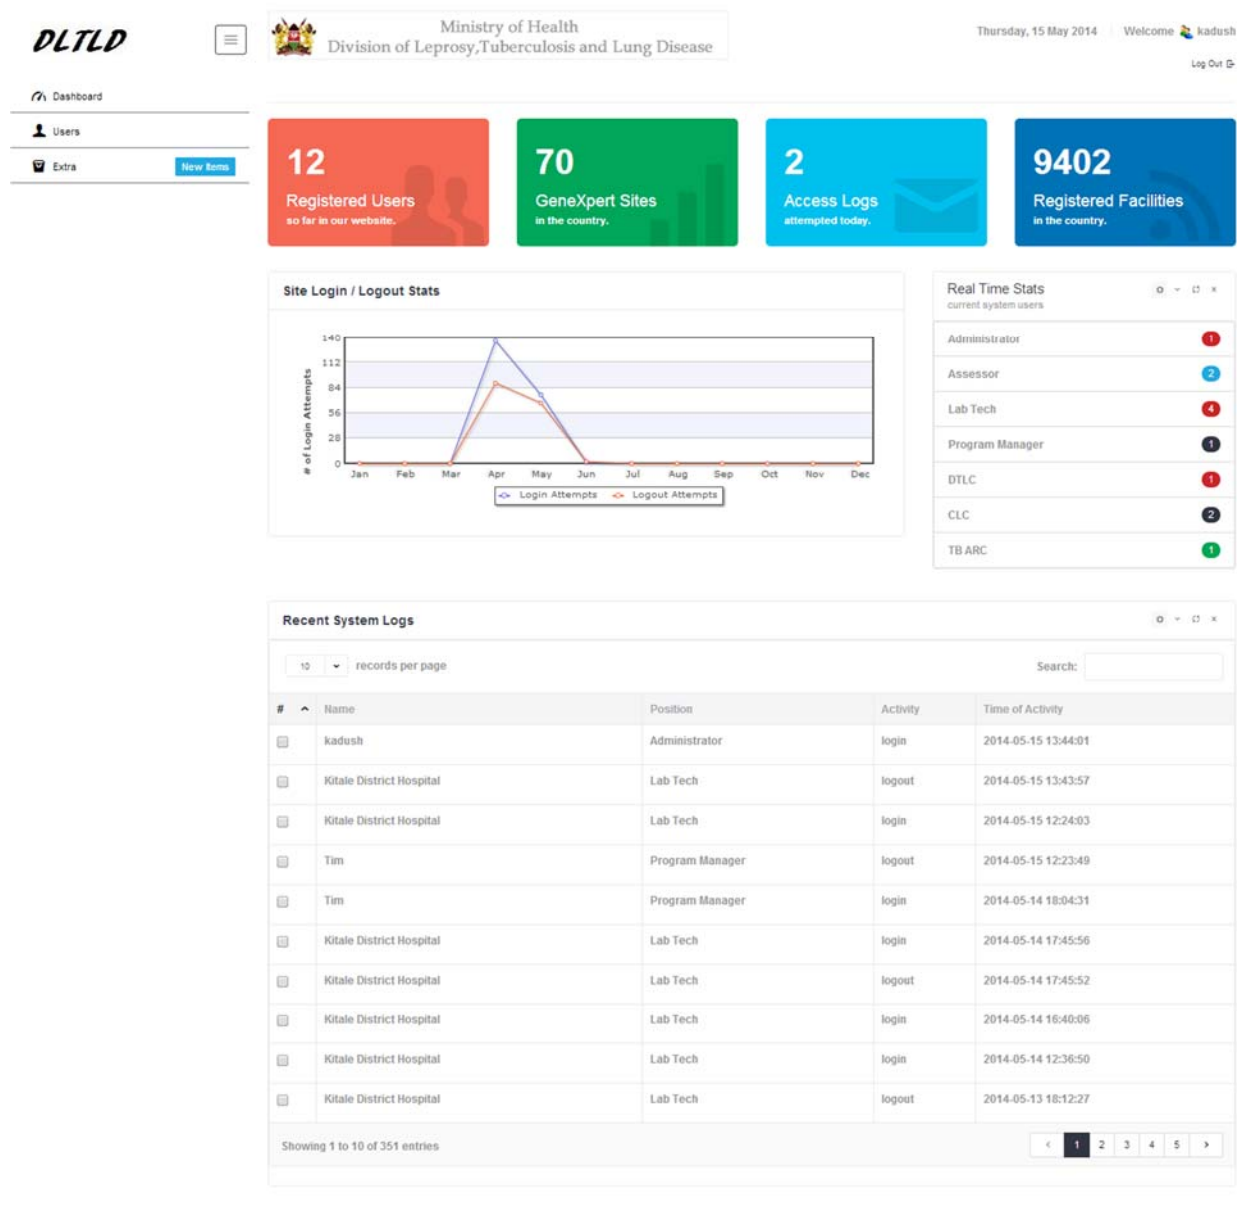 DLTLD
Ministry of Health
Division of Leprosy,Tuberculosis and Lung Disease
Thursday, 15 May 2014
Welcome kadush
Log Out
Dashboard
Users
Extra New Items
12
Registered Users
so far in our website.
70
GeneXpert Sites
in the country.
2
Access Logs
attempted today.
9402
Registered Facilities
in the country.
Site Login / Logout Stats
# of Login Attempts
140
112
84
56
28
0
Jan Feb Mar Apr May Jun Jul Aug Sep Oct Nov Dec
Login Attempts Logout Attempts
Real Time Stats
current system users
Administrator 1
Assessor 2
Lab Tech 4
Program Manager 1
DTLC 1
CLC 2
TB ARC 1
Recent System Logs
10 records per page Search:
# Name Position Activity Time of Activity
kadush Administrator login 2014-05-15 13:44:01
Kitale District Hospital Lab Tech logout 2014-05-15 13:43:57
Kitale District Hospital Lab Tech login 2014-05-15 12:24:03
Tim Program Manager logout 2014-05-15 12:23:49
Tim Program Manager login 2014-05-14 18:04:31
Kitale District Hospital Lab Tech login 2014-05-14 17:45:56
Kitale District Hospital Lab Tech logout 2014-05-14 17:45:52
Kitale District Hospital Lab Tech login 2014-05-14 16:40:06
Kitale District Hospital Lab Tech login 2014-05-14 12:36:50
Kitale District Hospital Lab Tech logout 2014-05-13 18:12:27
Showing 1 to 10 of 351 entries
< 1 2 3 4 5 >